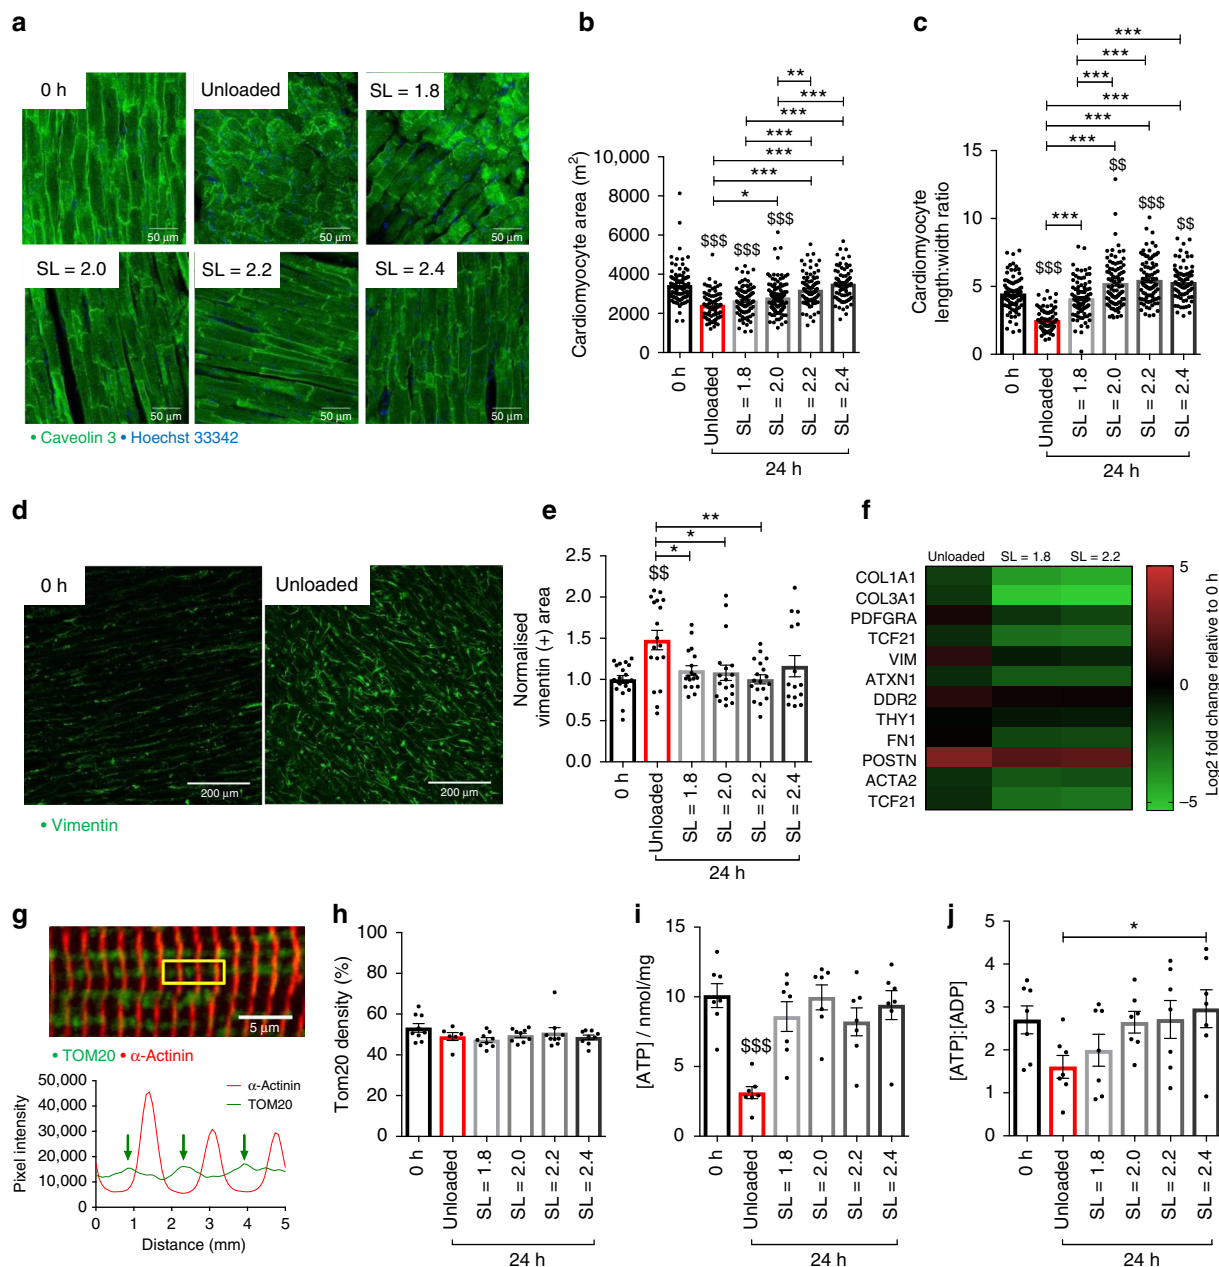 a
0 h
Unloaded
SL = 1.8
50 µm
50 µm
50 µm
SL = 2.0
SL = 2.2
SL = 2.4
50 µm
50 µm
50 µm
• Caveolin 3 • Hoechst 33342
b
**
***
***
***
***
***
*
$$$
$$$
$$$
Cardiomyocyte area (m²)
10,000
8000
6000
4000
2000
0
0 h
Unloaded
SL = 1.8
SL = 2.0
SL = 2.2
SL = 2.4
24 h
c
***
***
***
***
***
***
***
$$$
$$
$$$
$$
Cardiomyocyte
length:width ratio
15
10
5
0
0 h
Unloaded
SL = 1.8
SL = 2.0
SL = 2.2
SL = 2.4
24 h
d
0 h
Unloaded
200 µm
200 µm
• Vimentin
e
**
*
*
$$
Normalised
vimentin (+) area
2.5
2.0
1.5
1.0
0.5
0.0
0 h
Unloaded
SL = 1.8
SL = 2.0
SL = 2.2
SL = 2.4
24 h
f
Unloaded
SL = 1.8
SL = 2.2
COL1A1
COL3A1
PDFGRA
TCF21
VIM
ATXN1
DDR2
THY1
FN1
POSTN
ACTA2
TCF21
5
0
−5
Log2 fold change relative to 0 h
g
5 µm
• TOM20 • α-Actinin
α-Actinin
TOM20
Pixel intensity
50,000
40,000
30,000
20,000
10,000
0
0 1 2 3 4 5
Distance (mm)
h
Tom20 density (%)
100
80
60
40
20
0
0 h
Unloaded
SL = 1.8
SL = 2.0
SL = 2.2
SL = 2.4
24 h
i
[ATP] / nmol/mg
15
10
5
0
$$$
0 h
Unloaded
SL = 1.8
SL = 2.0
SL = 2.2
SL = 2.4
24 h
j
*
[ATP]:[ADP]
5
4
3
2
1
0
0 h
Unloaded
SL = 1.8
SL = 2.0
SL = 2.2
SL = 2.4
24 h